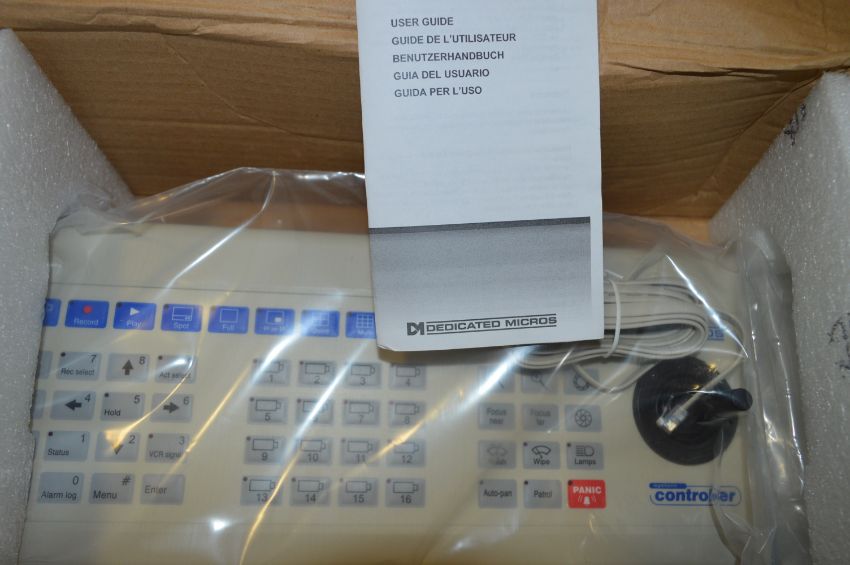 USER GUIDE
GUIDE DE L'UTILISATEUR
BENUTZERHANDBUCH
GUIA DEL USUARIO
GUIDA PER L'USO
DEDICATED MICROS
Record Play Spot Full
7 Rec select 8 Act select
1 2 3 4
4 5 Hold 6
5 6 7 8
Focus near Focus far
1 Status 2 3 VCR signal
9 10 11 12
Wipe Lamps
0 Alarm log # Menu Enter
13 14 15 16
Auto-pan Patrol PANIC
controller